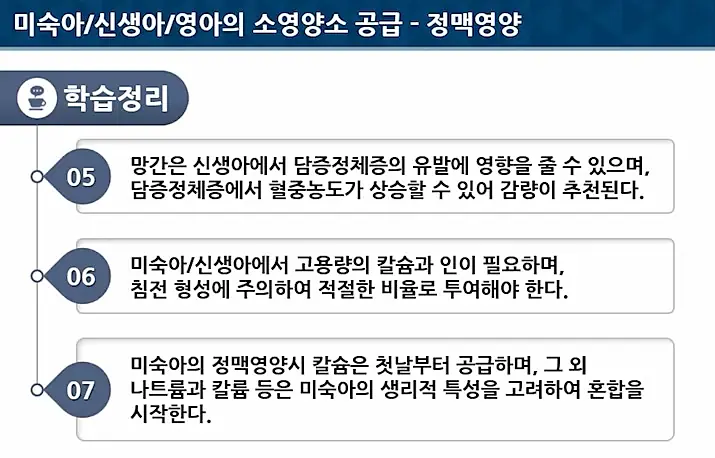 미숙아/신생아/영아의 소영양소 공급 - 정맥영양
학습정리
05
망간은 신생아에서 담증정체증의 유발에 영향을 줄 수 있으며,
담증정체증에서 혈중농도가 상승할 수 있어 감량이 추천된다.
06
미숙아/신생아에서 고용량의 칼슘과 인이 필요하며,
침전 형성에 주의하여 적절한 비율로 투여해야 한다.
07
미숙아의 정맥영양시 칼슘은 첫날부터 공급하며, 그 외
나트륨과 칼륨 등은 미숙아의 생리적 특성을 고려하여 혼합을
시작한다.